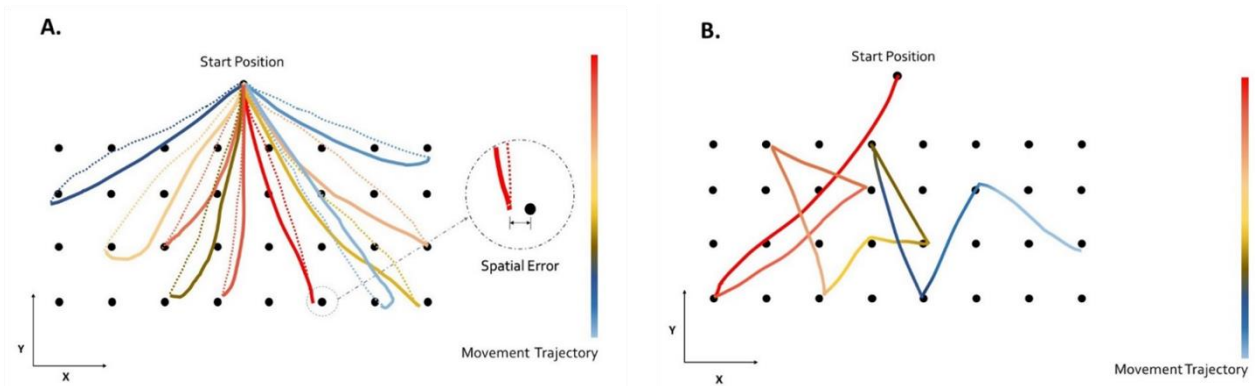 A.
Start Position
Spatial Error
Movement Trajectory
Y
X
B.
Start Position
Movement Trajectory
Y
X